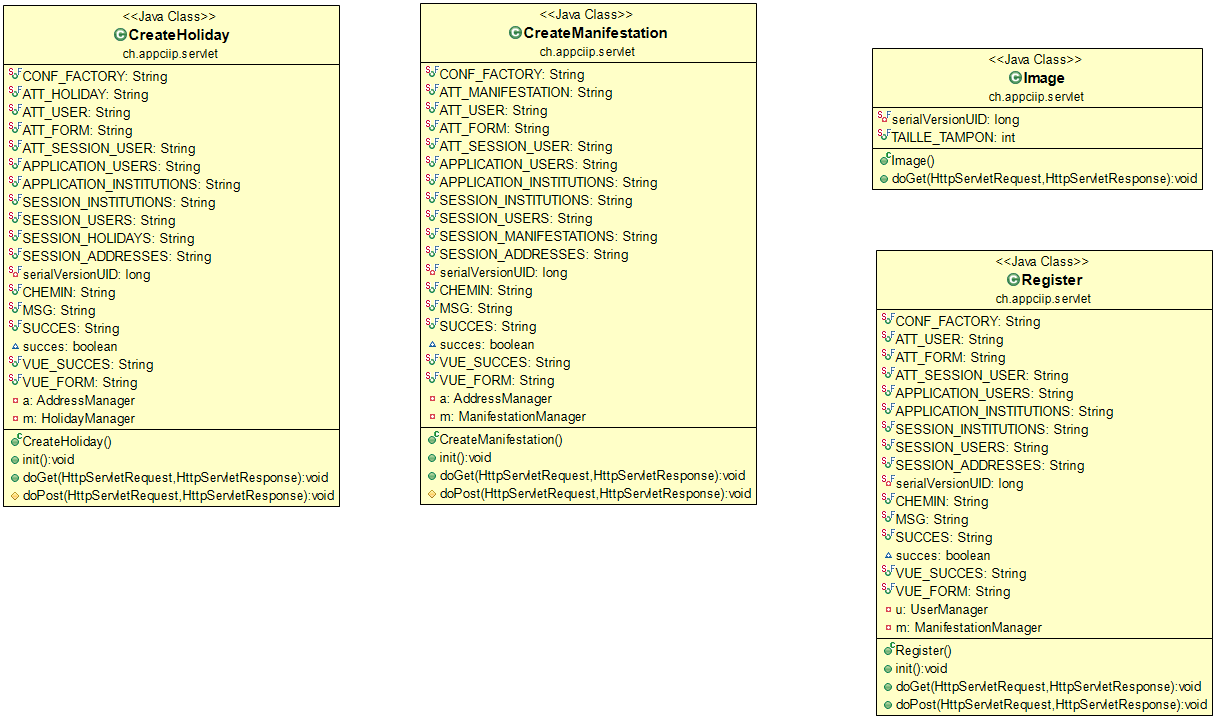 <<Java Class>>
CreateHoliday
ch.appciip.servlet
CONF_FACTORY: String
ATT_HOLIDAY: String
ATT_USER: String
ATT_FORM: String
ATT_SESSION_USER: String
APPLICATION_USERS: String
APPLICATION_INSTITUTIONS: String
SESSION_INSTITUTIONS: String
SESSION_USERS: String
SESSION_HOLIDAYS: String
SESSION_ADDRESSES: String
serialVersionUID: long
CHEMIN: String
MSG: String
SUCCES: String
succes: boolean
VUE_SUCCES: String
VUE_FORM: String
a: AddressManager
m: HolidayManager
CreateHoliday()
init():void
doGet(HttpServletRequest,HttpServletResponse):void
doPost(HttpServletRequest,HttpServletResponse):void
<<Java Class>>
CreateManifestation
ch.appciip.servlet
CONF_FACTORY: String
ATT_MANIFESTATION: String
ATT_USER: String
ATT_FORM: String
ATT_SESSION_USER: String
APPLICATION_USERS: String
APPLICATION_INSTITUTIONS: String
SESSION_INSTITUTIONS: String
SESSION_USERS: String
SESSION_MANIFESTATIONS: String
SESSION_ADDRESSES: String
serialVersionUID: long
CHEMIN: String
MSG: String
SUCCES: String
succes: boolean
VUE_SUCCES: String
VUE_FORM: String
a: AddressManager
m: ManifestationManager
CreateManifestation()
init():void
doGet(HttpServletRequest,HttpServletResponse):void
doPost(HttpServletRequest,HttpServletResponse):void
<<Java Class>>
Image
ch.appciip.servlet
serialVersionUID: long
TAILLE_TAMPON: int
Image()
doGet(HttpServletRequest,HttpServletResponse):void
<<Java Class>>
Register
ch.appciip.servlet
CONF_FACTORY: String
ATT_USER: String
ATT_FORM: String
ATT_SESSION_USER: String
APPLICATION_USERS: String
APPLICATION_INSTITUTIONS: String
SESSION_INSTITUTIONS: String
SESSION_USERS: String
SESSION_ADDRESSES: String
serialVersionUID: long
CHEMIN: String
MSG: String
SUCCES: String
succes: boolean
VUE_SUCCES: String
VUE_FORM: String
u: UserManager
m: ManifestationManager
Register()
init():void
doGet(HttpServletRequest,HttpServletResponse):void
doPost(HttpServletRequest,HttpServletResponse):void